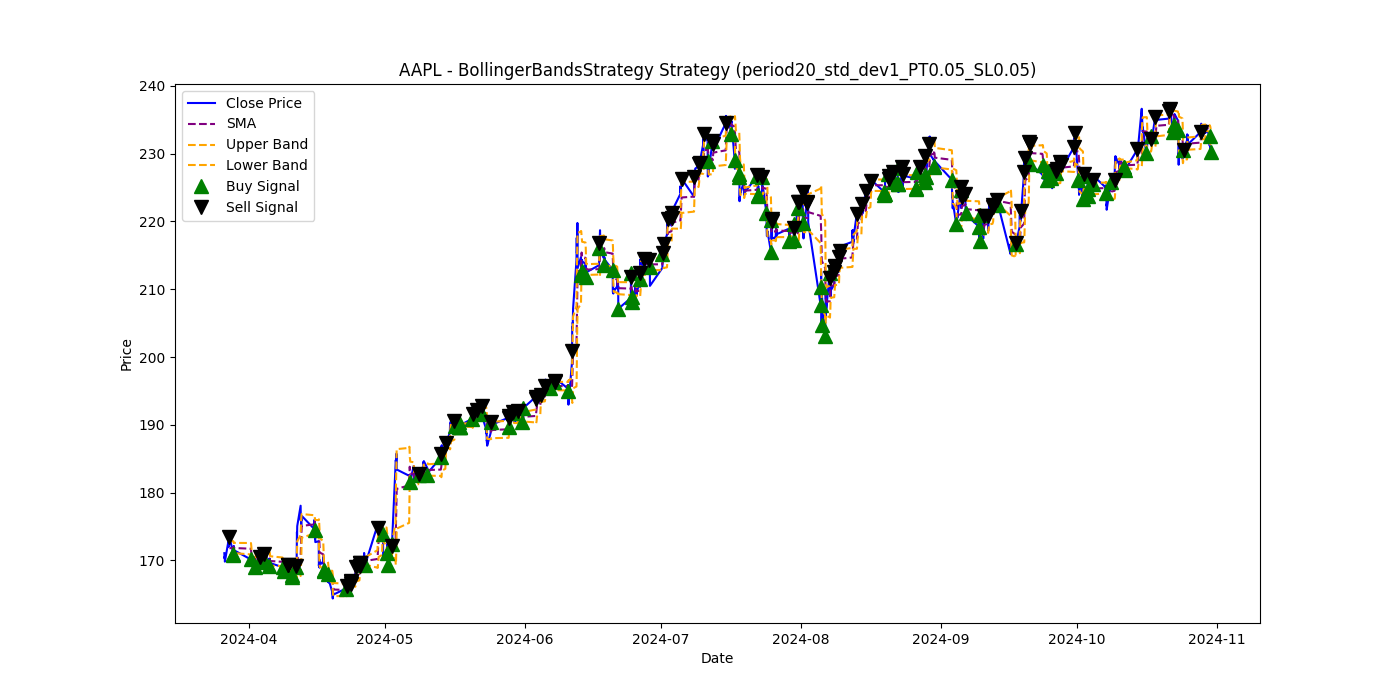 AAPL - BollingerBandsStrategy Strategy (period20_std_dev1_PT0.05_SL0.05)
Close Price
SMA
Upper Band
Lower Band
Buy Signal
Sell Signal
240
230
220
210
200
190
180
170
Price
2024-04
2024-05
2024-06
2024-07
2024-08
2024-09
2024-10
2024-11
Date